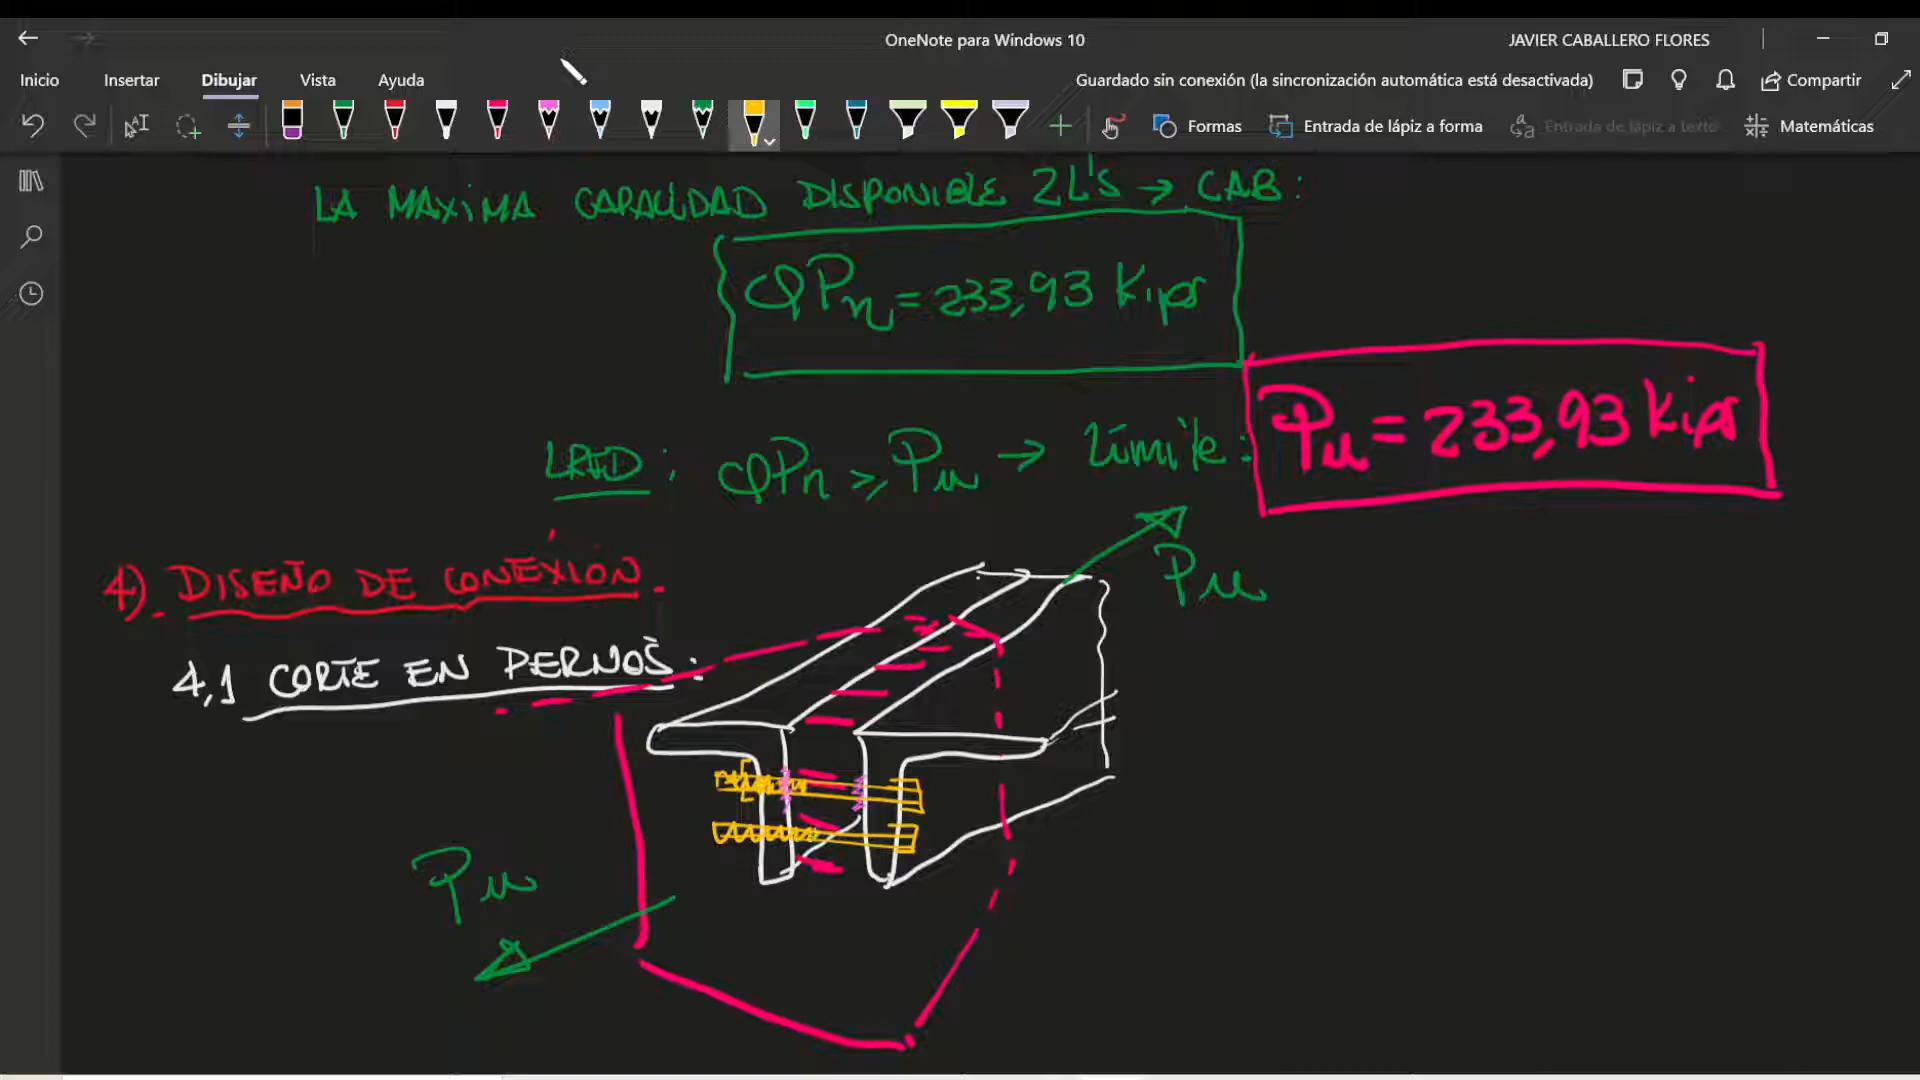 OneNote para Windows 10
JAVIER CABALLERO FLORES
Inicio Insertar Dibujar Vista Ayuda
Guardado sin conexión (la sincronización automática está desactivada)
Compartir
Formas Entrada de lápiz a forma Entrada de lápiz a texto Matemáticas
LA MAXIMA CAPACIDAD DISPONIBLE 2L's → CAB:
ØPn = 233,93 Kips
LRFD: ØPn ≥ Pu → Límite: Pu = 233,93 Kips
Pu
4). DISEÑO DE CONEXIÓN.
4,1 CORTE EN PERNOS:
Pu